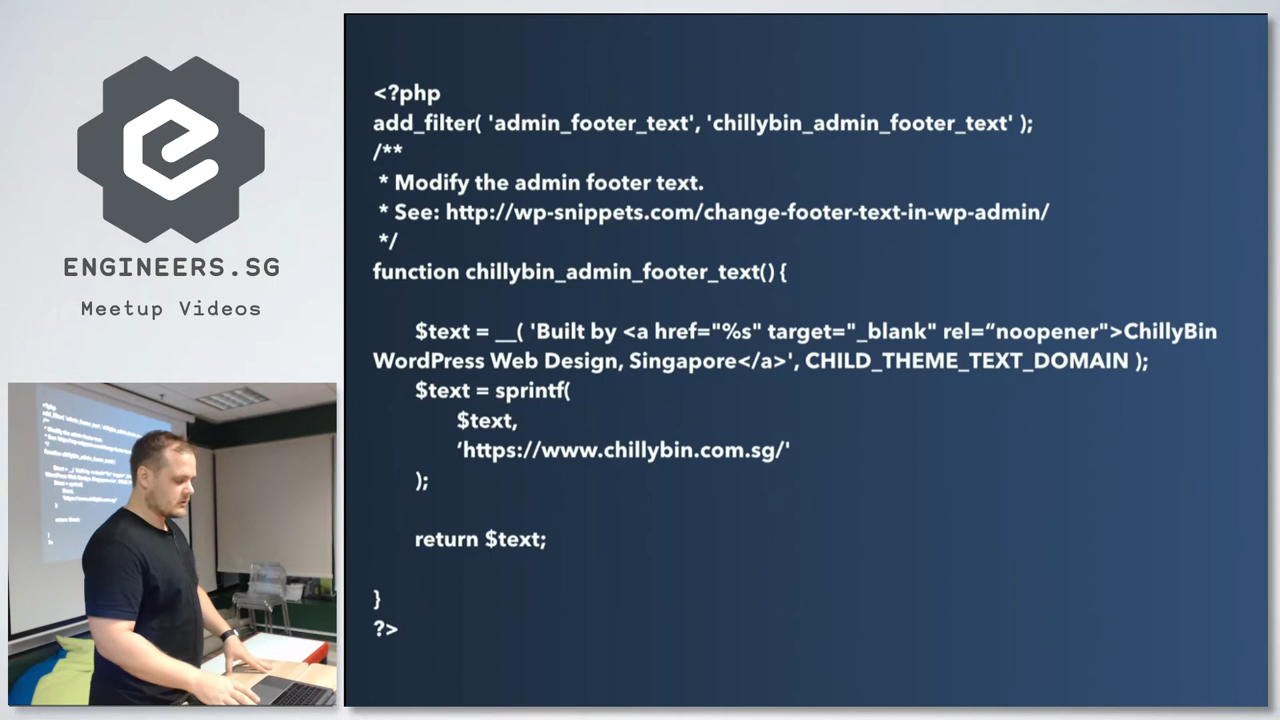 ENGINEERS.SG
Meetup Videos
<?php
add_filter( 'admin_footer_text', 'chillybin_admin_footer_text' );
/**
* Modify the admin footer text.
* See: http://wp-snippets.com/change-footer-text-in-wp-admin/
*/
function chillybin_admin_footer_text() {
$text = __( 'Built by <a href="%s" target="_blank" rel=“noopener">ChillyBin
WordPress Web Design, Singapore</a>', CHILD_THEME_TEXT_DOMAIN );
$text = sprintf(
$text,
‘https://www.chillybin.com.sg/'
);
return $text;
}
?>